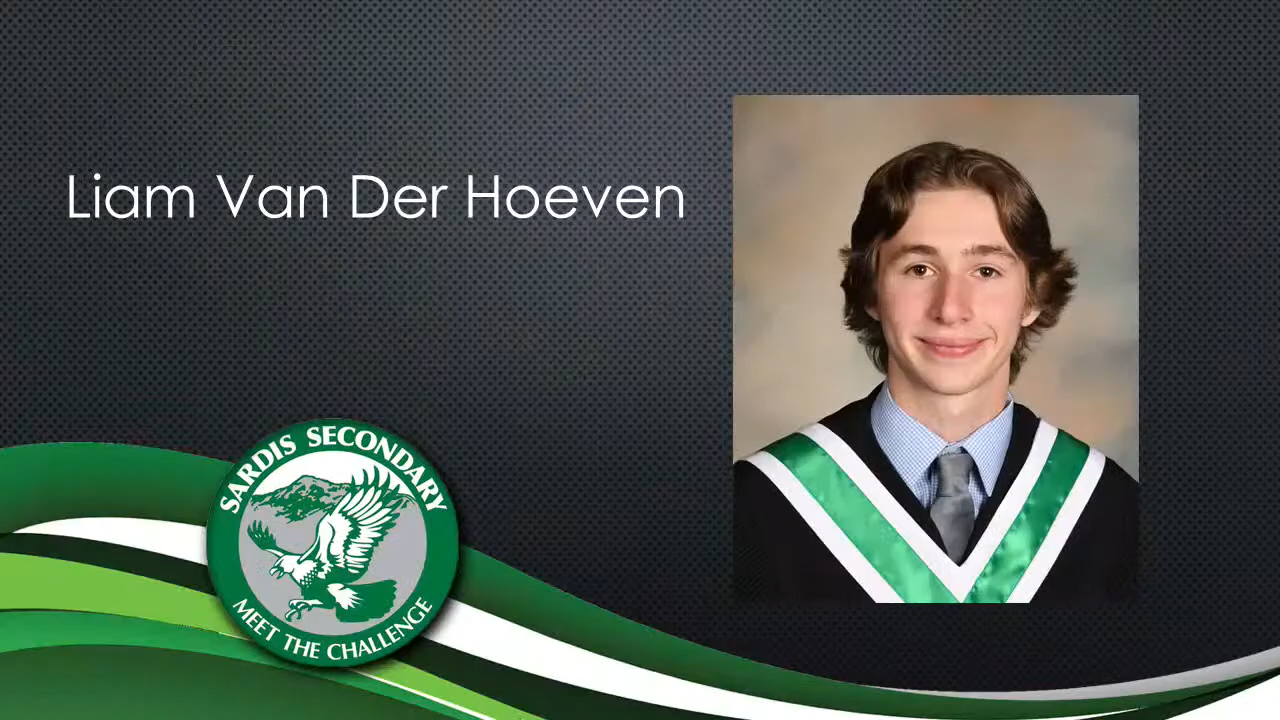 Liam Van Der Hoeven
SARDIS SECONDARY
MEET THE CHALLENGE